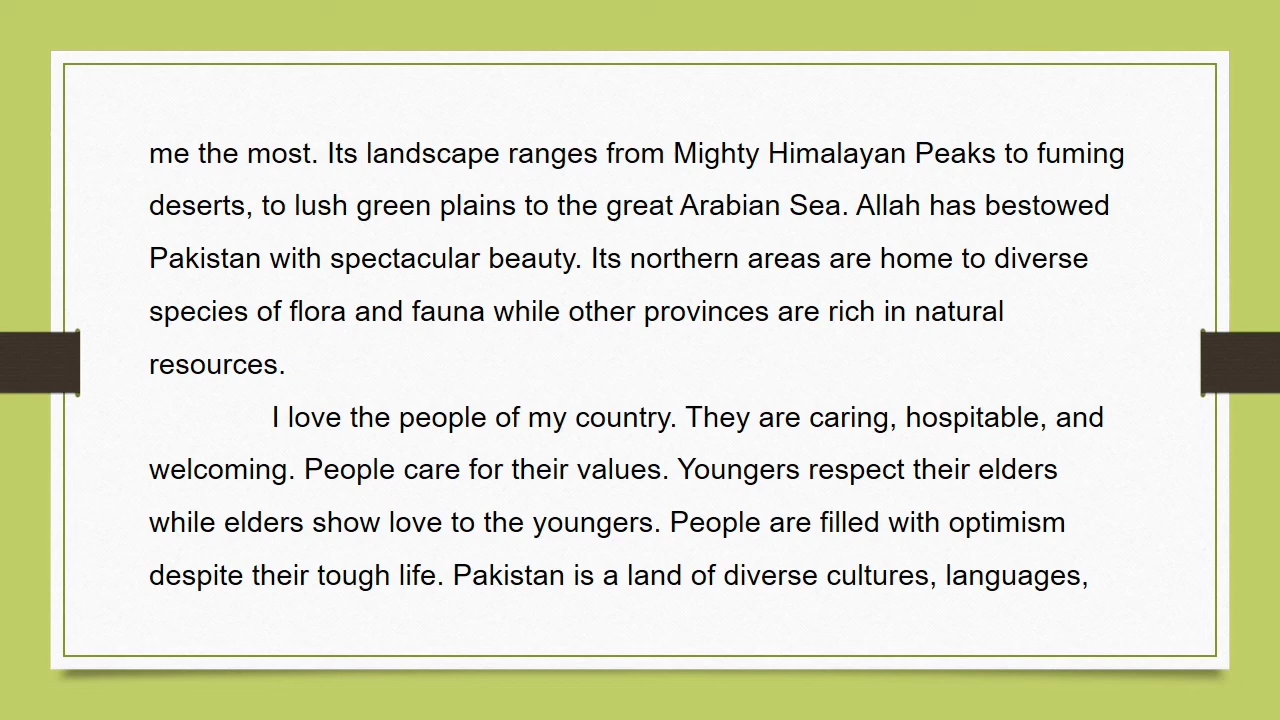 me the most. Its landscape ranges from Mighty Himalayan Peaks to fuming
deserts, to lush green plains to the great Arabian Sea. Allah has bestowed
Pakistan with spectacular beauty. Its northern areas are home to diverse
species of flora and fauna while other provinces are rich in natural
resources.
I love the people of my country. They are caring, hospitable, and
welcoming. People care for their values. Youngers respect their elders
while elders show love to the youngers. People are filled with optimism
despite their tough life. Pakistan is a land of diverse cultures, languages,